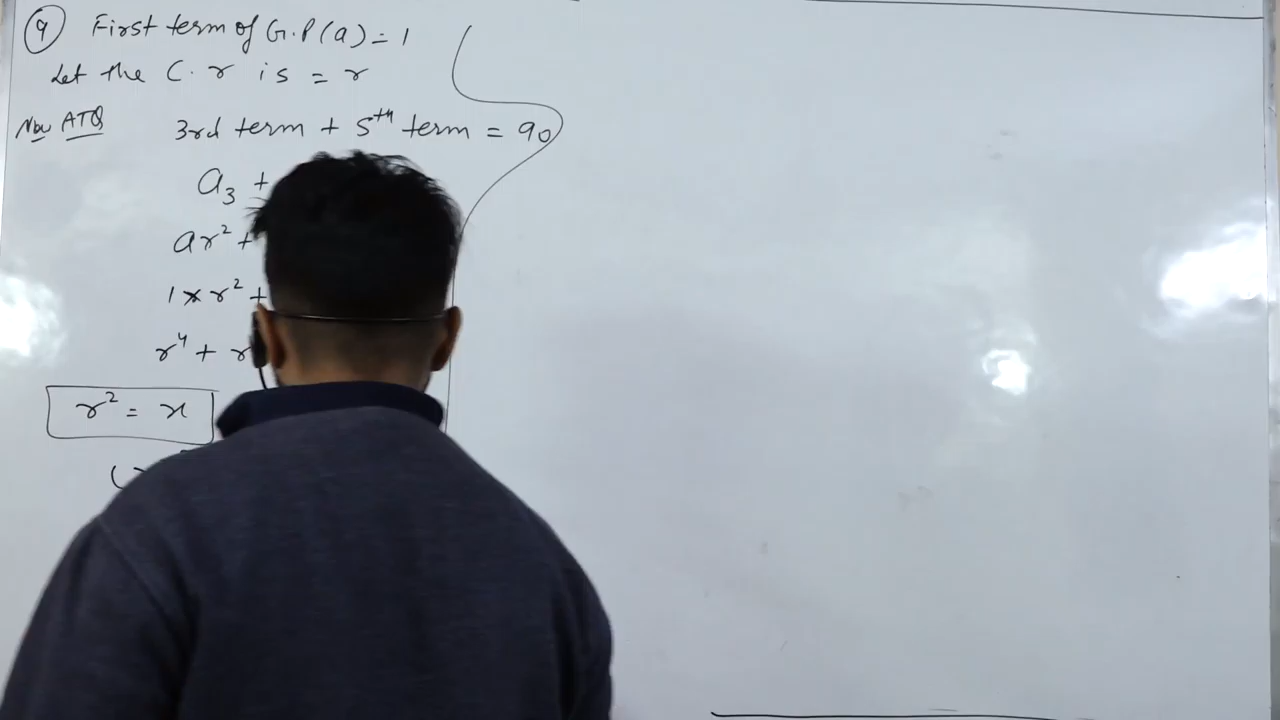 9 First term of G.P(a) = 1
Let the C.r is = r
Now ATQ 3rd term + 5th term = 90
a₃ +
ar² +
1 × r² +
r⁴ + r
r² = x
(